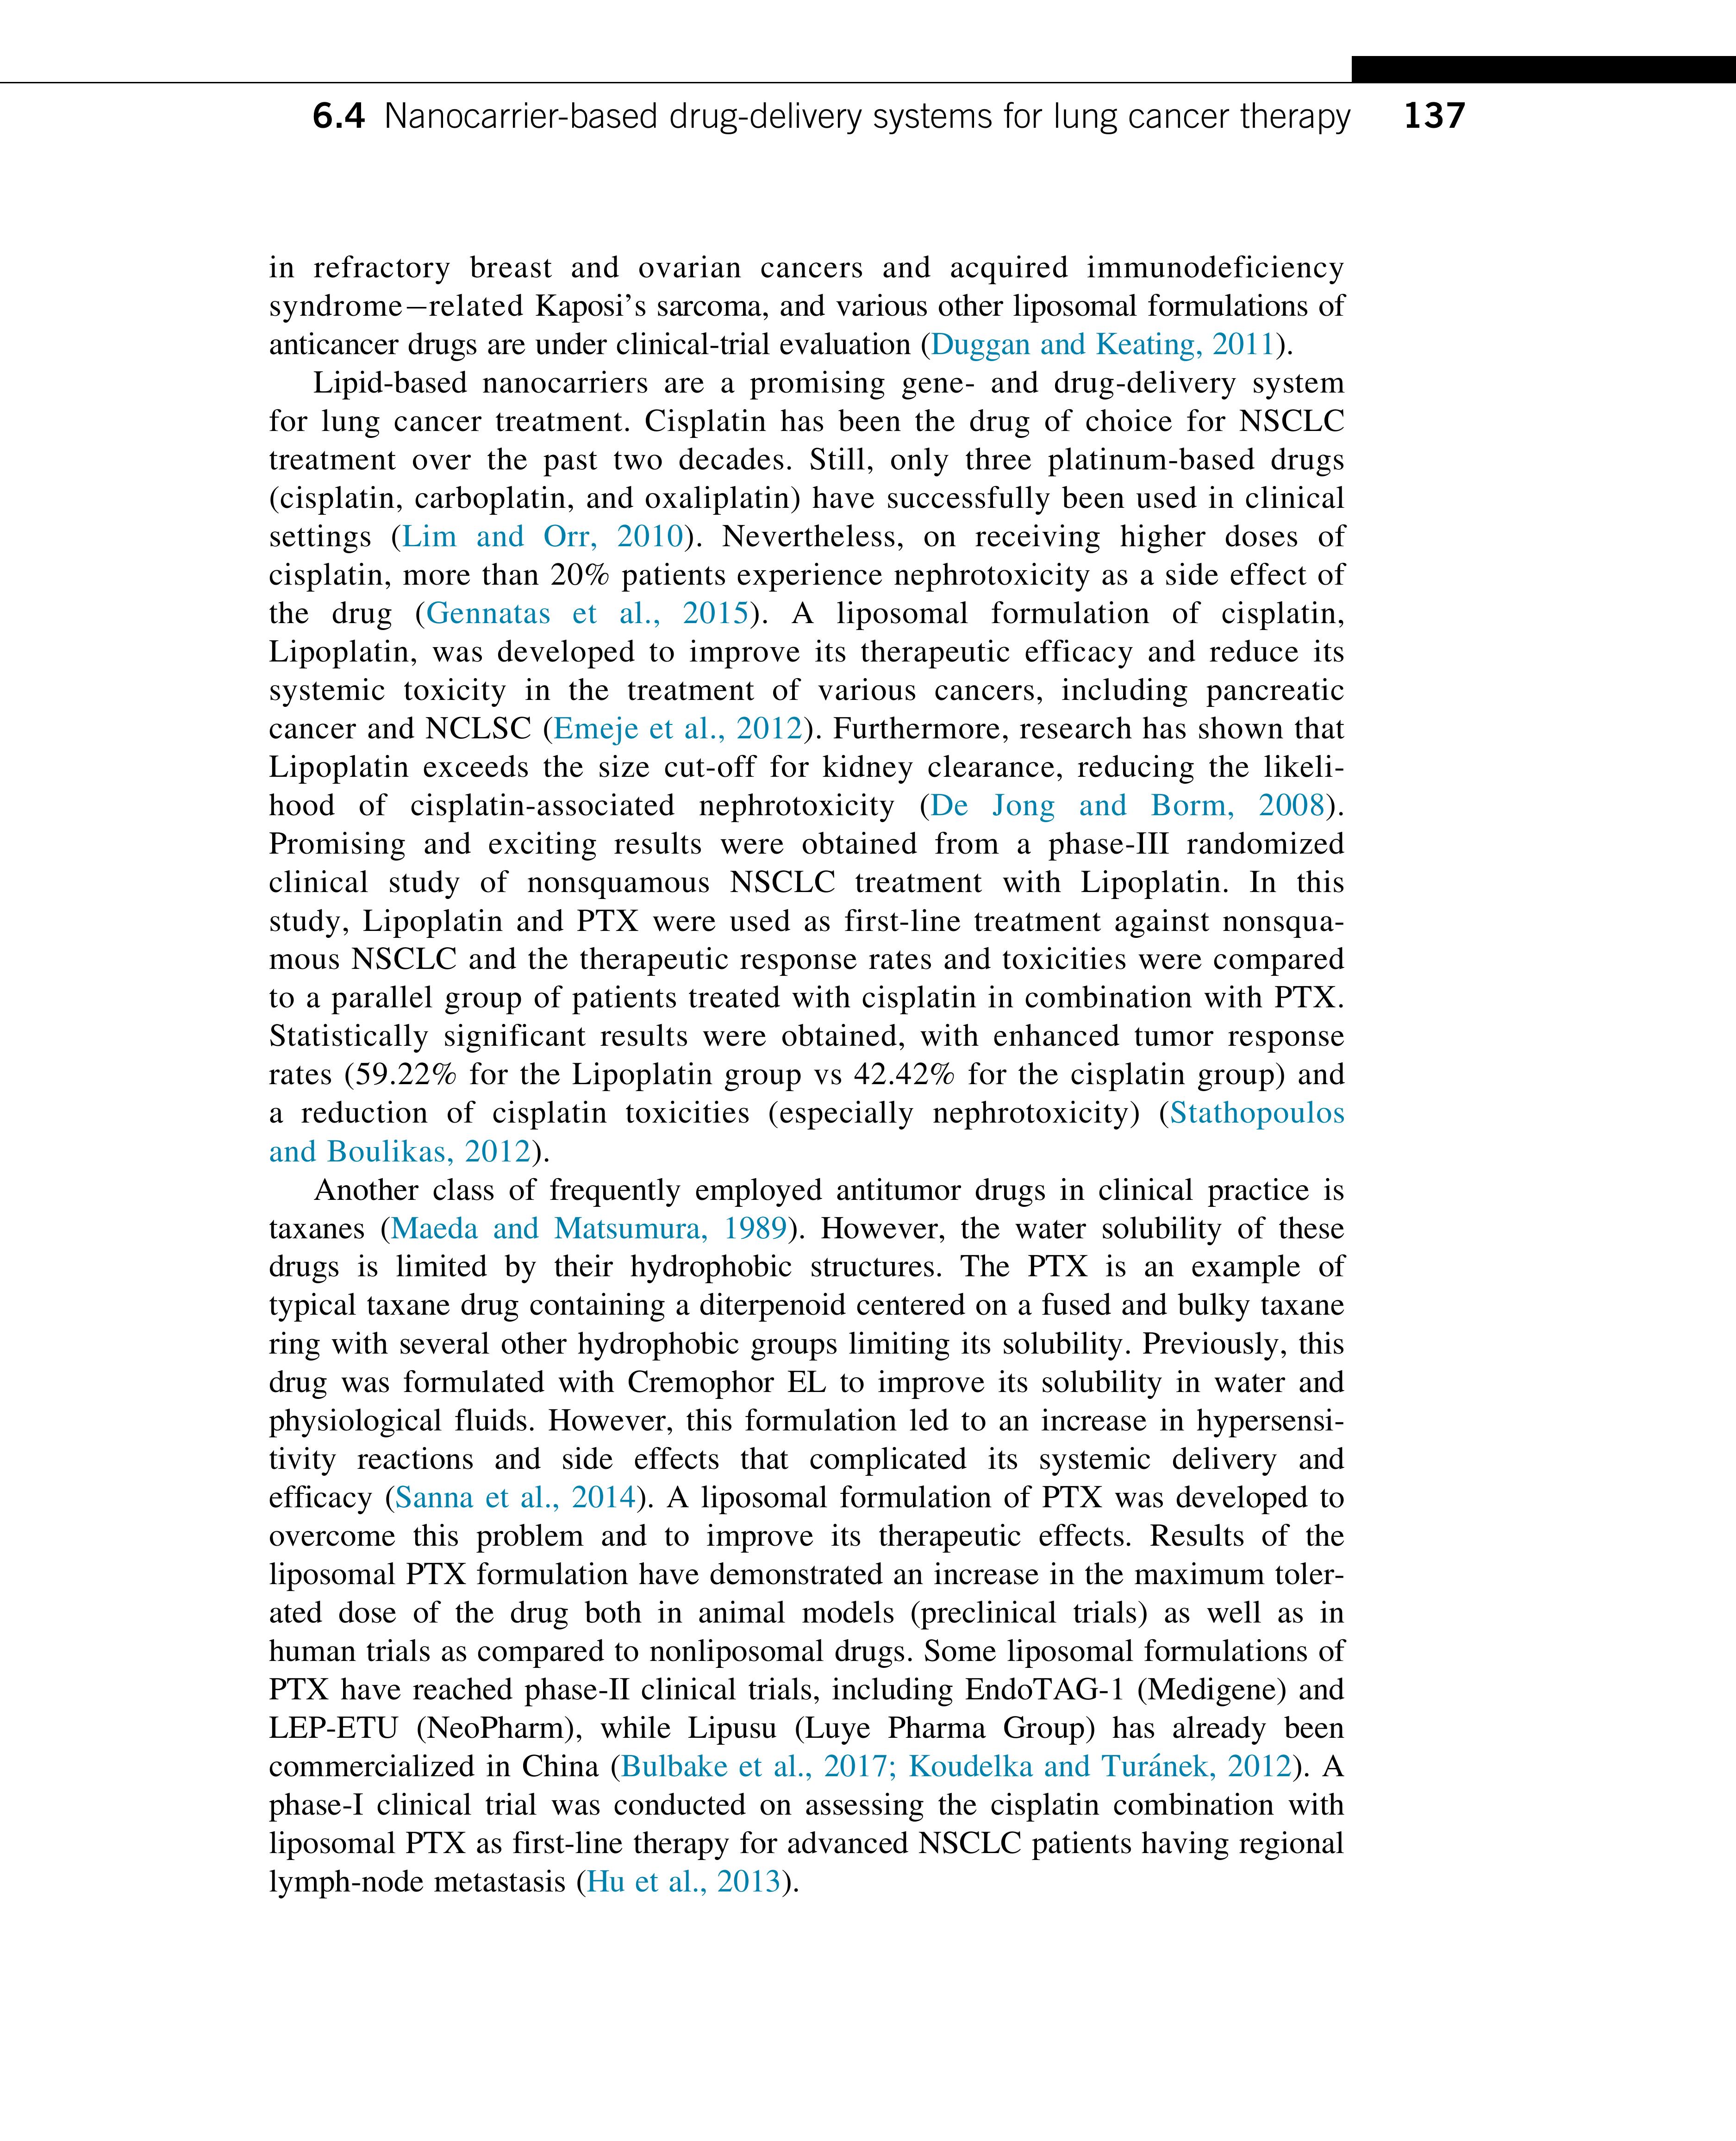 6.4 Nanocarrier-based drug-delivery systems for lung cancer therapy 137
in refractory breast and ovarian cancers and acquired immunodeficiency
syndrome−related Kaposi’s sarcoma, and various other liposomal formulations of
anticancer drugs are under clinical-trial evaluation (Duggan and Keating, 2011).
Lipid-based nanocarriers are a promising gene- and drug-delivery system
for lung cancer treatment. Cisplatin has been the drug of choice for NSCLC
treatment over the past two decades. Still, only three platinum-based drugs
(cisplatin, carboplatin, and oxaliplatin) have successfully been used in clinical
settings (Lim and Orr, 2010). Nevertheless, on receiving higher doses of
cisplatin, more than 20% patients experience nephrotoxicity as a side effect of
the drug (Gennatas et al., 2015). A liposomal formulation of cisplatin,
Lipoplatin, was developed to improve its therapeutic efficacy and reduce its
systemic toxicity in the treatment of various cancers, including pancreatic
cancer and NCLSC (Emeje et al., 2012). Furthermore, research has shown that
Lipoplatin exceeds the size cut-off for kidney clearance, reducing the likeli-
hood of cisplatin-associated nephrotoxicity (De Jong and Borm, 2008).
Promising and exciting results were obtained from a phase-III randomized
clinical study of nonsquamous NSCLC treatment with Lipoplatin. In this
study, Lipoplatin and PTX were used as first-line treatment against nonsqua-
mous NSCLC and the therapeutic response rates and toxicities were compared
to a parallel group of patients treated with cisplatin in combination with PTX.
Statistically significant results were obtained, with enhanced tumor response
rates (59.22% for the Lipoplatin group vs 42.42% for the cisplatin group) and
a reduction of cisplatin toxicities (especially nephrotoxicity) (Stathopoulos
and Boulikas, 2012).
Another class of frequently employed antitumor drugs in clinical practice is
taxanes (Maeda and Matsumura, 1989). However, the water solubility of these
drugs is limited by their hydrophobic structures. The PTX is an example of
typical taxane drug containing a diterpenoid centered on a fused and bulky taxane
ring with several other hydrophobic groups limiting its solubility. Previously, this
drug was formulated with Cremophor EL to improve its solubility in water and
physiological fluids. However, this formulation led to an increase in hypersensi-
tivity reactions and side effects that complicated its systemic delivery and
efficacy (Sanna et al., 2014). A liposomal formulation of PTX was developed to
overcome this problem and to improve its therapeutic effects. Results of the
liposomal PTX formulation have demonstrated an increase in the maximum toler-
ated dose of the drug both in animal models (preclinical trials) as well as in
human trials as compared to nonliposomal drugs. Some liposomal formulations of
PTX have reached phase-II clinical trials, including EndoTAG-1 (Medigene) and
LEP-ETU (NeoPharm), while Lipusu (Luye Pharma Group) has already been
commercialized in China (Bulbake et al., 2017; Koudelka and Turánek, 2012). A
phase-I clinical trial was conducted on assessing the cisplatin combination with
liposomal PTX as first-line therapy for advanced NSCLC patients having regional
lymph-node metastasis (Hu et al., 2013).